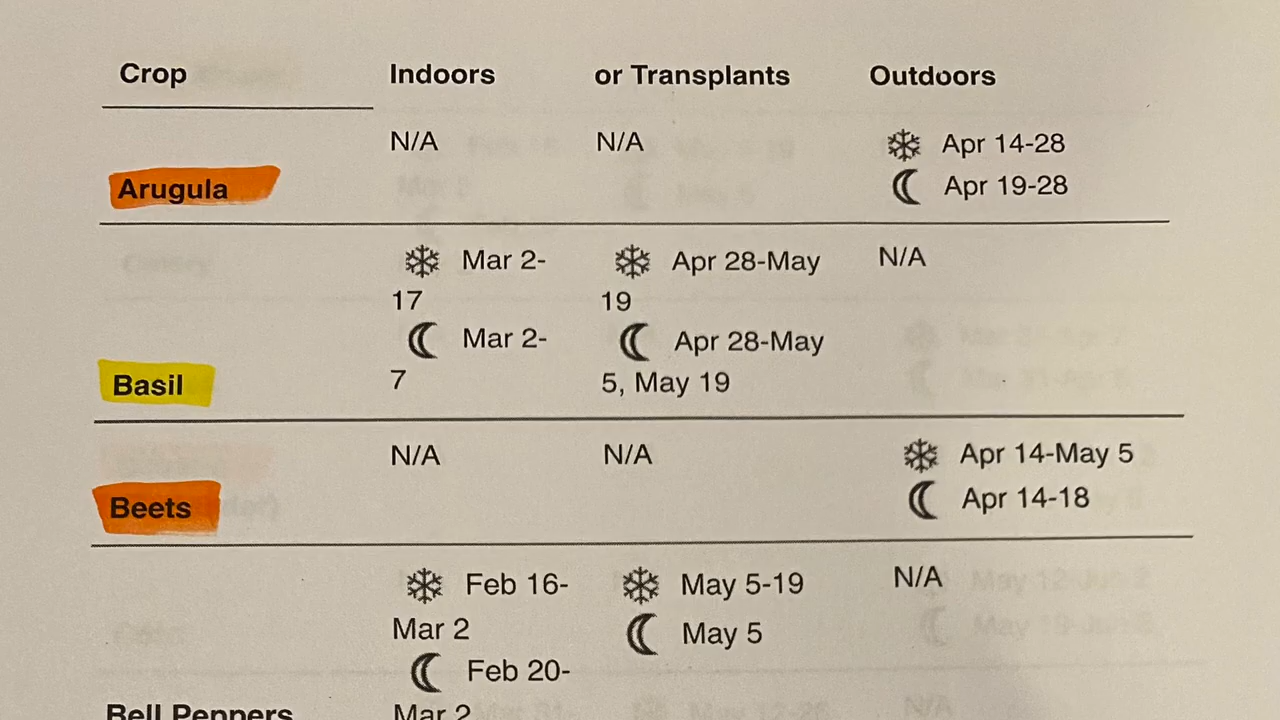 Crop Indoors or Transplants Outdoors
N/A N/A Apr 14-28
Arugula Apr 19-28
Mar 2- Apr 28-May N/A
17 19
Mar 2- Apr 28-May
Basil 7 5, May 19
N/A N/A Apr 14-May 5
Beets Apr 14-18
Feb 16- May 5-19 N/A
Mar 2 May 5
Feb 20-
Bell Peppers Mar 2